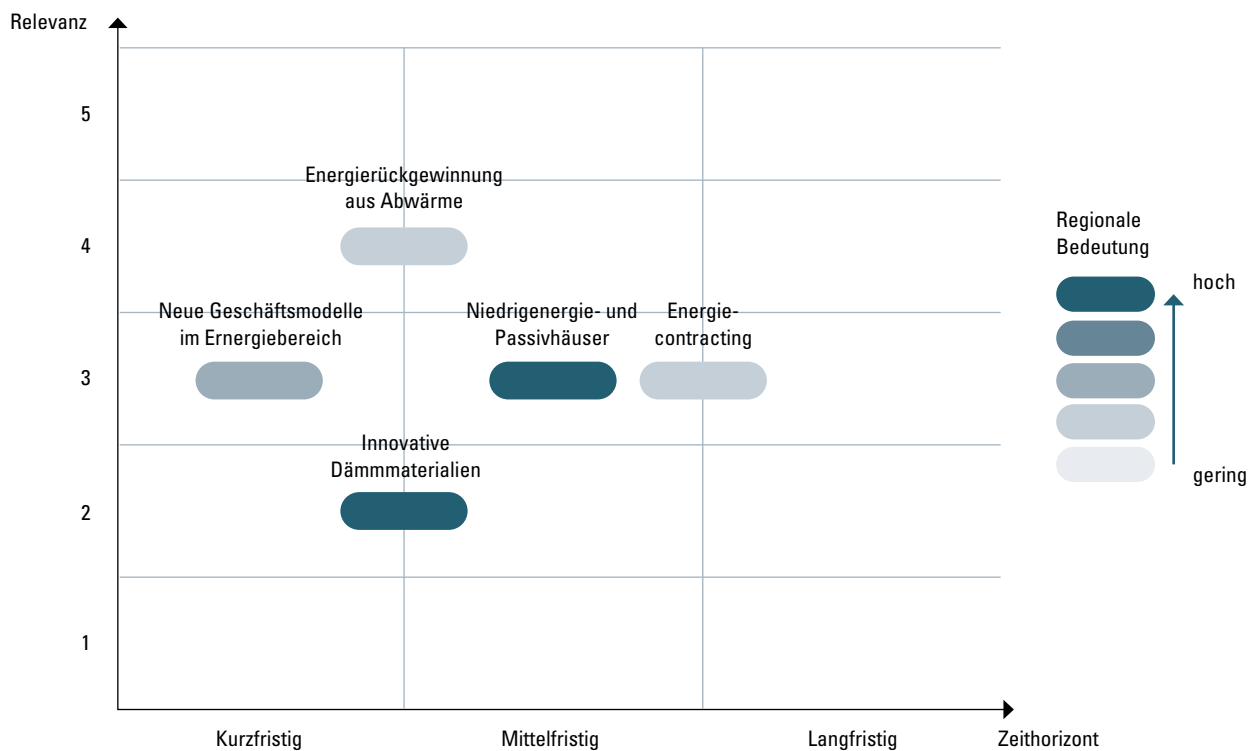 Relevanz
5
Energierückgewinnung
aus Abwärme
4
Neue Geschäftsmodelle
im Ernergiebereich
Niedrigenergie- und
Passivhäuser
Energie-
contracting
3
Innovative
Dämmmaterialien
2
1
Kurzfristig
Mittelfristig
Langfristig
Zeithorizont
Regionale
Bedeutung
hoch
gering